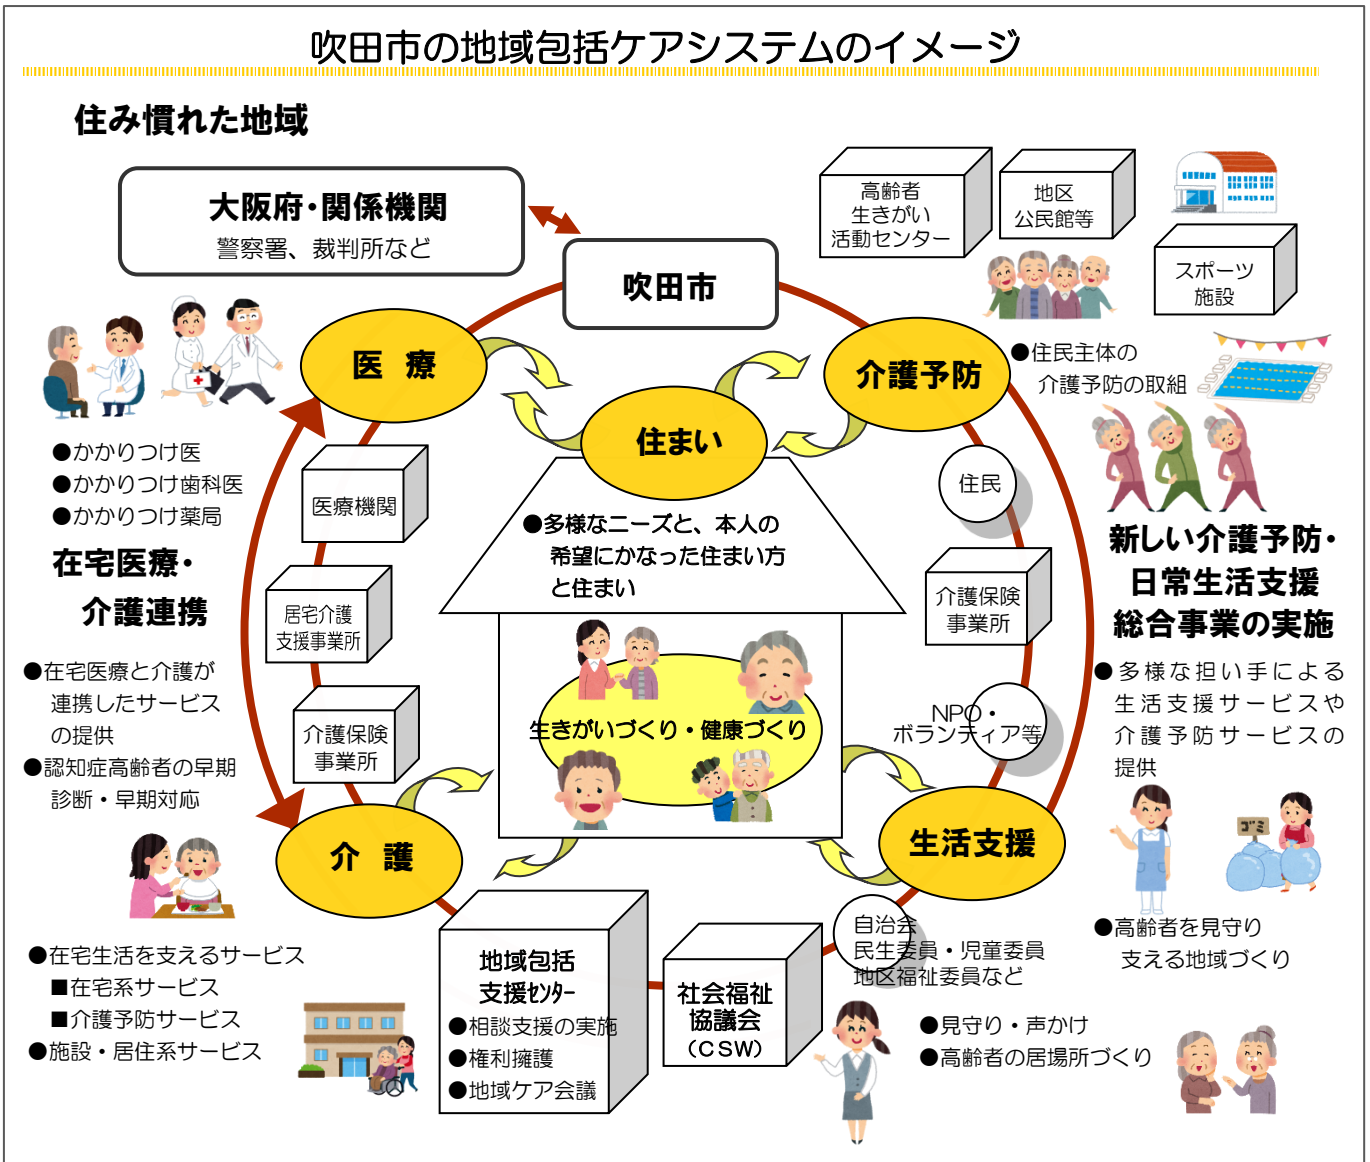 吹田市の地域包括ケアシステムのイメージ
住み慣れた地域
大阪府・関係機関
警察署、裁判所など
吹田市
高齢者
生きがい
活動センター
地区
公民館等
スポーツ
施設
医 療
●かかりつけ医
●かかりつけ歯科医
●かかりつけ薬局
医療機関
住まい
●多様なニーズと、本人の
希望にかなった住まい方
と住まい
介護予防
●住民主体の
介護予防の取組
住民
在宅医療・
介護連携
●在宅医療と介護が
連携したサービス
の提供
●認知症高齢者の早期
診断・早期対応
居宅介護
支援事業所
介護保険
事業所
生きがいづくり・健康づくり
介護保険
事業所
NPO・
ボランティア等
新しい介護予防・
日常生活支援
総合事業の実施
●多様な担い手による
生活支援サービスや
介護予防サービスの
提供
ゴミ
●高齢者を見守り
支える地域づくり
介 護
●在宅生活を支えるサービス
■在宅系サービス
■介護予防サービス
●施設・居住系サービス
地域包括
支援センター
●相談支援の実施
●権利擁護
●地域ケア会議
社会福祉
協議会
(CSW)
生活支援
自治会
民生委員・児童委員
地区福祉委員など
●見守り・声かけ
●高齢者の居場所づくり